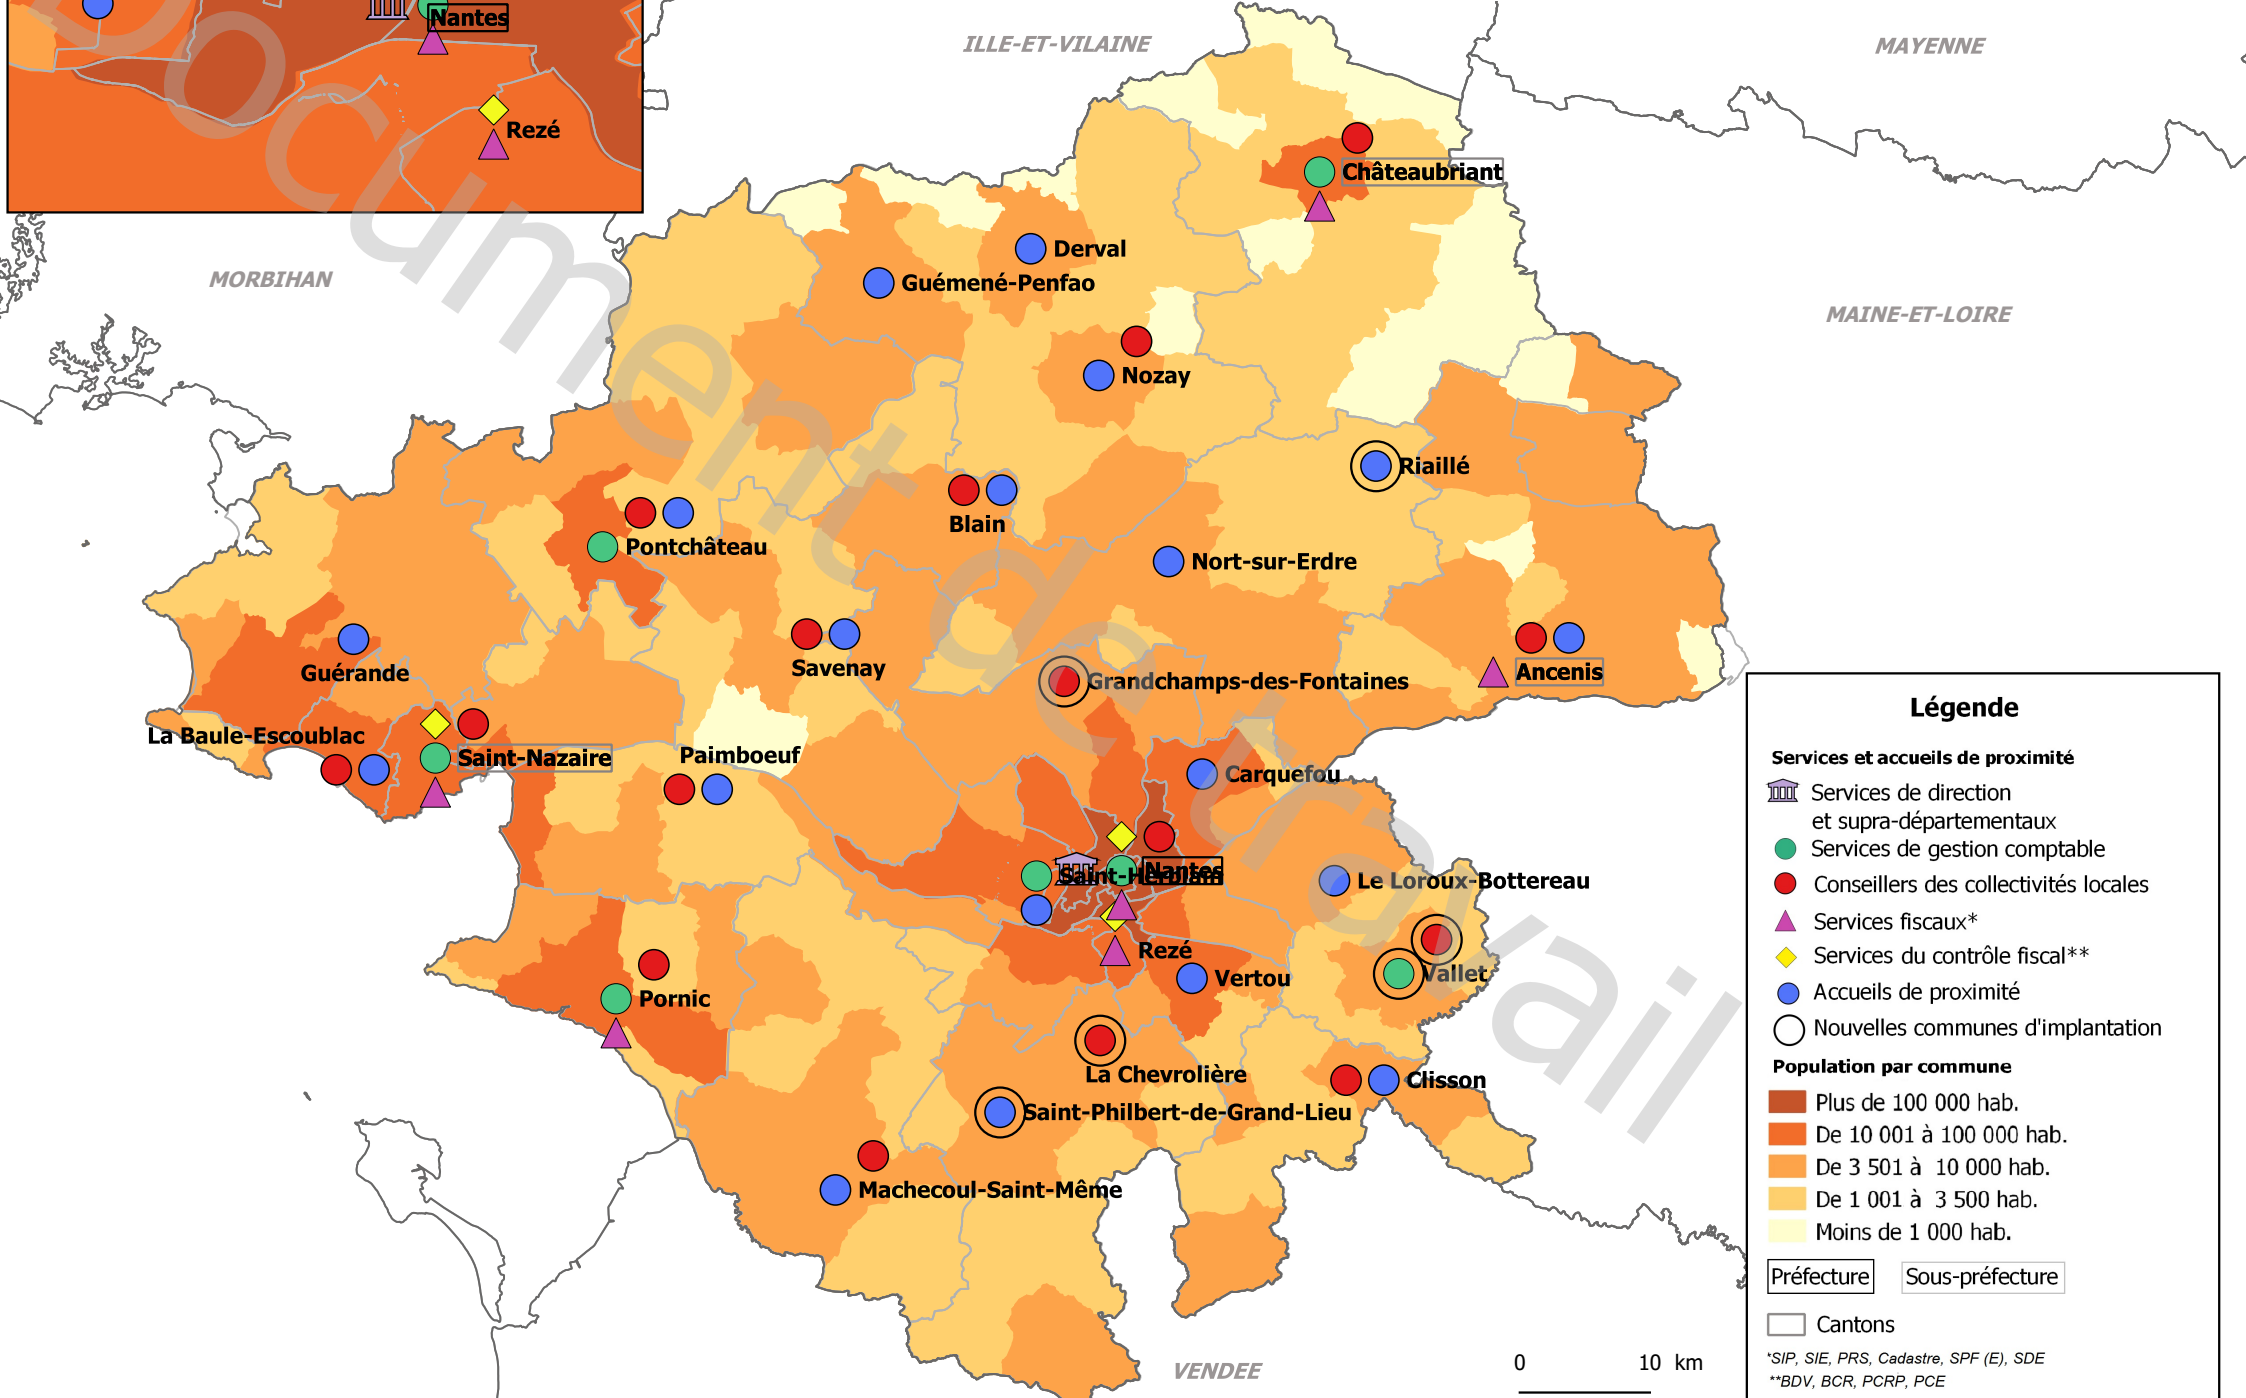 Nantes
Rezé
ILLE-ET-VILAINE
MAYENNE
MORBIHAN
MAINE-ET-LOIRE
VENDEE
Châteaubriant
Derval
Guémené-Penfao
Nozay
Riaillé
Blain
Pontchâteau
Nort-sur-Erdre
Guérande
Savenay
Grandchamps-des-Fontaines
Ancenis
La Baule-Escoublac
Saint-Nazaire
Paimboeuf
Carquefou
Nantes
Saint-Herblain
Le Loroux-Bottereau
Rezé
Vertou
Vallet
Pornic
La Chevrolière
Clisson
Saint-Philbert-de-Grand-Lieu
Machecoul-Saint-Même
Document de travail
0 10 km
Légende
Services et accueils de proximité
Services de direction
et supra-départementaux
Services de gestion comptable
Conseillers des collectivités locales
Services fiscaux*
Services du contrôle fiscal**
Accueils de proximité
Nouvelles communes d'implantation
Population par commune
Plus de 100 000 hab.
De 10 001 à 100 000 hab.
De 3 501 à 10 000 hab.
De 1 001 à 3 500 hab.
Moins de 1 000 hab.
Préfecture Sous-préfecture
Cantons
*SIP, SIE, PRS, Cadastre, SPF (E), SDE
**BDV, BCR, PCRP, PCE